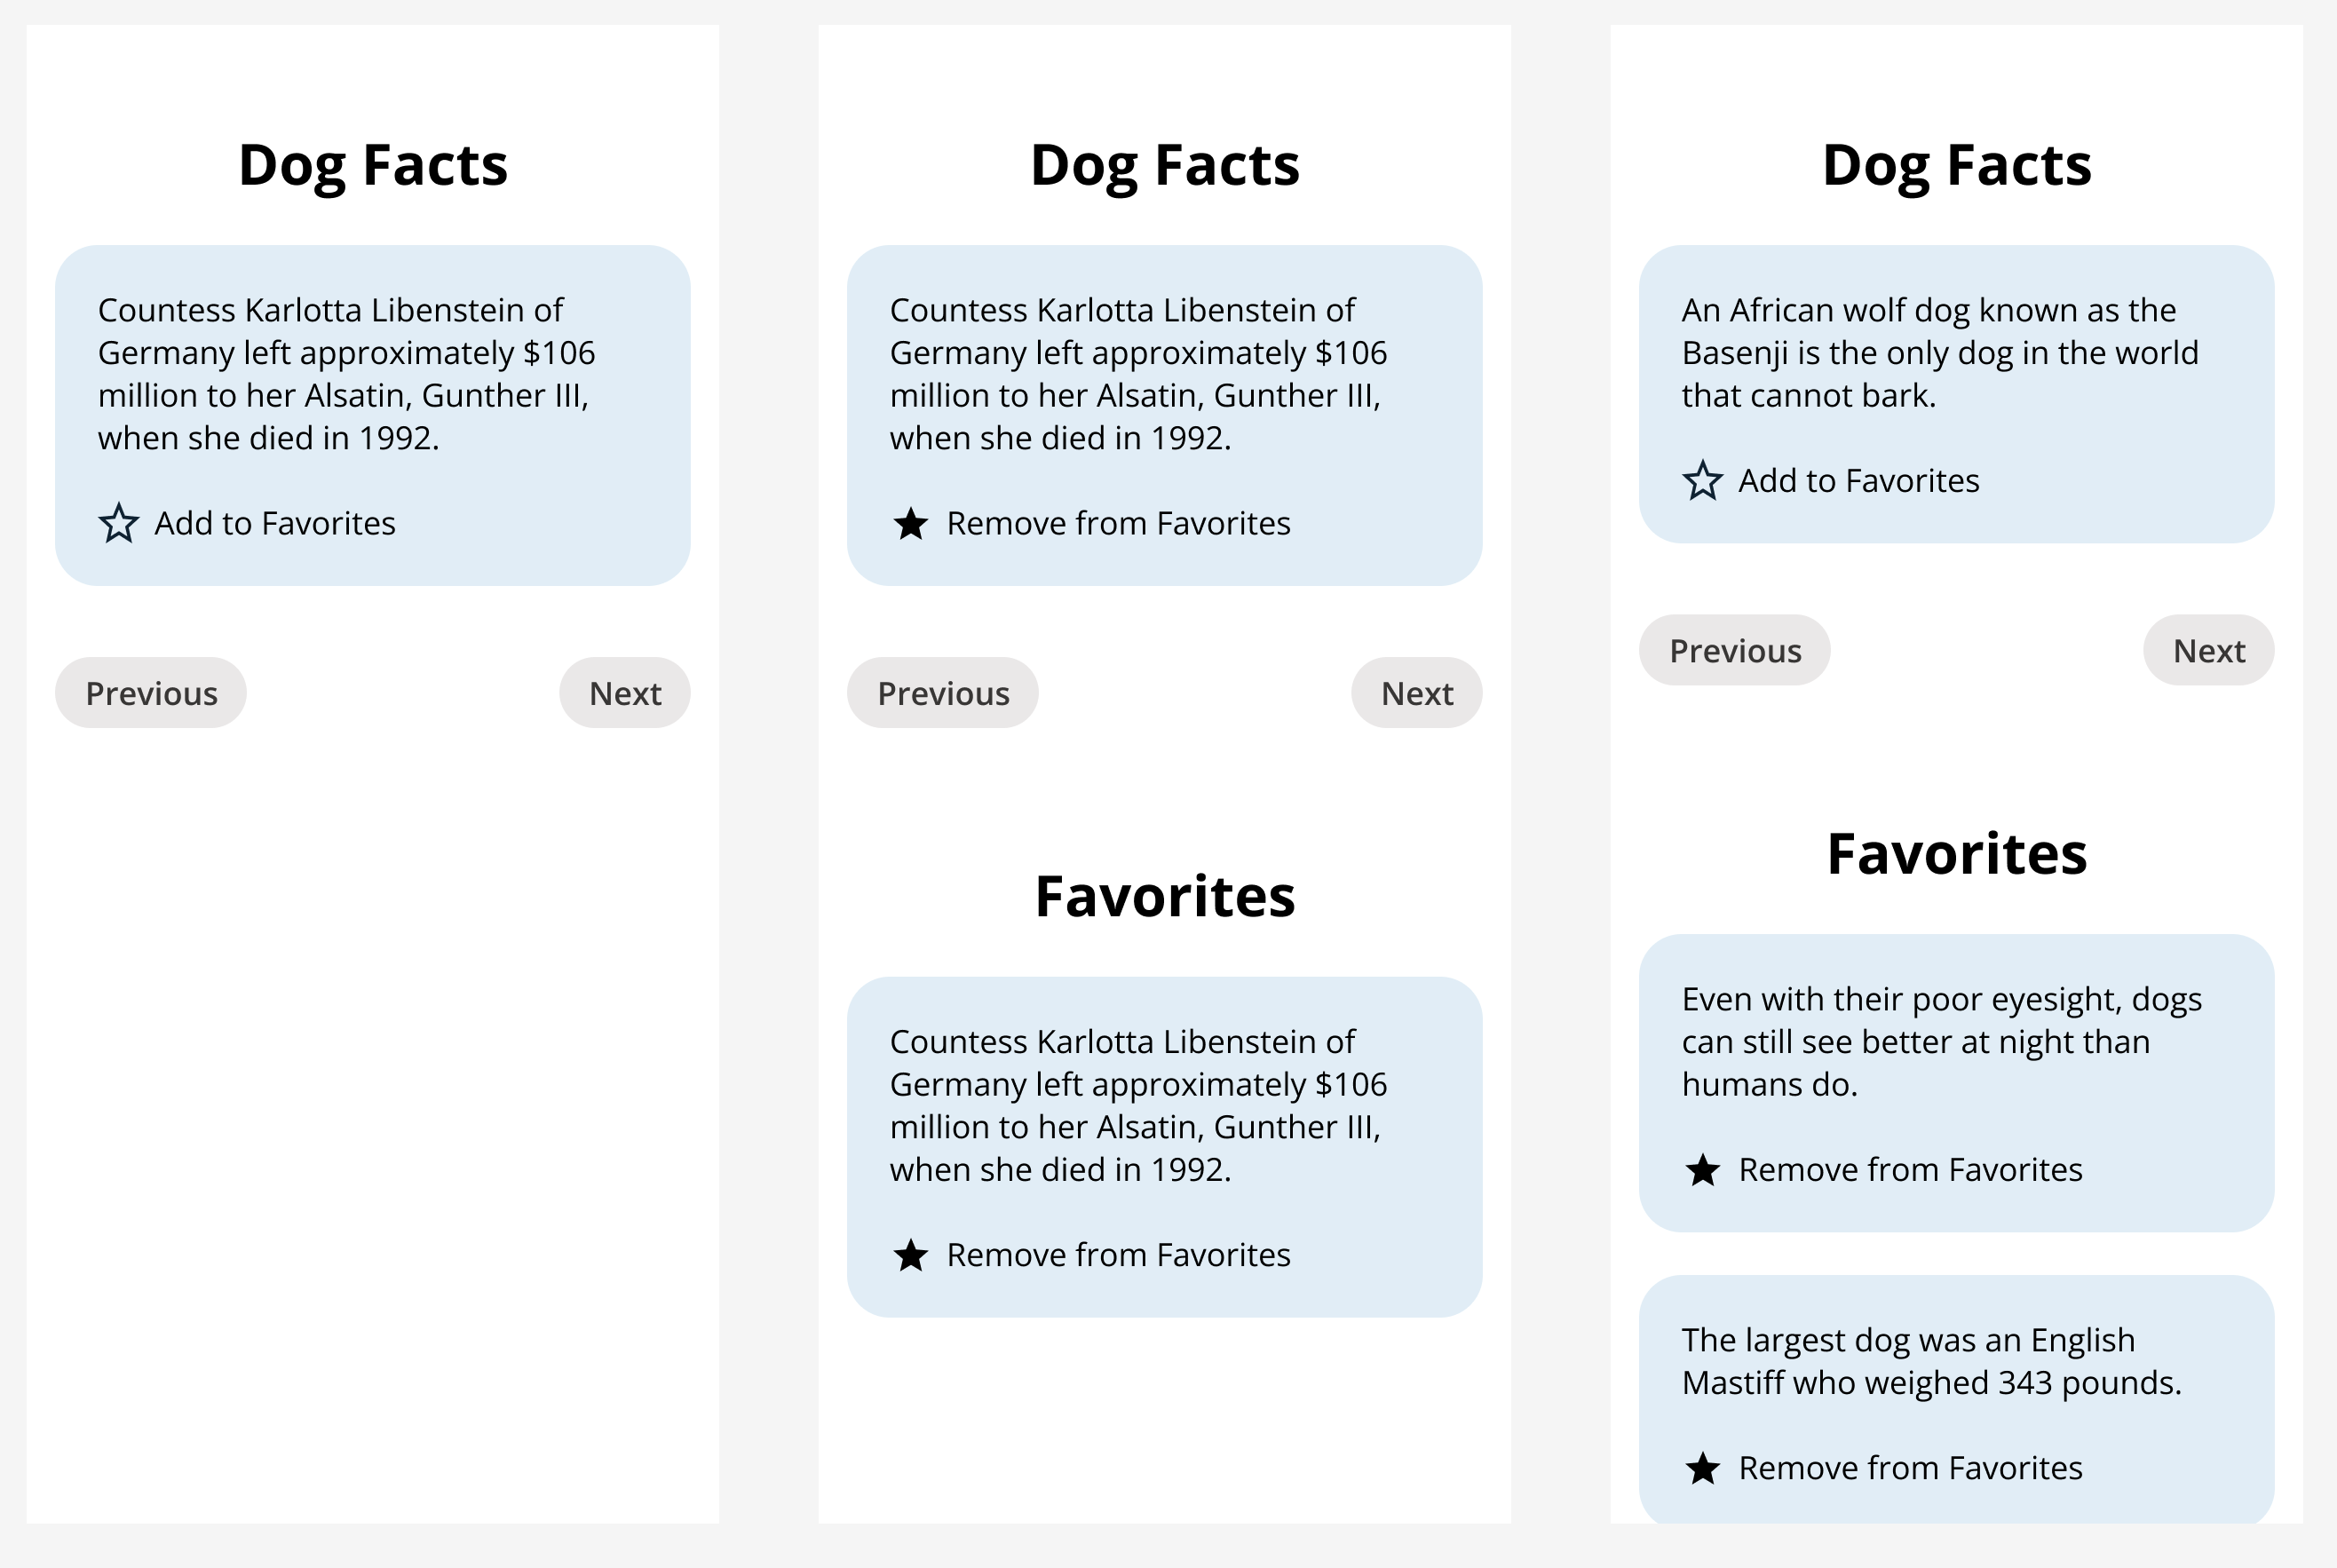 Dog Facts
Countess Karlotta Libenstein of
Germany left approximately $106
million to her Alsatin, Gunther III,
when she died in 1992.
Add to Favorites
Previous
Next
Dog Facts
Countess Karlotta Libenstein of
Germany left approximately $106
million to her Alsatin, Gunther III,
when she died in 1992.
Remove from Favorites
Previous
Next
Favorites
Countess Karlotta Libenstein of
Germany left approximately $106
million to her Alsatin, Gunther III,
when she died in 1992.
Remove from Favorites
Dog Facts
An African wolf dog known as the
Basenji is the only dog in the world
that cannot bark.
Add to Favorites
Previous
Next
Favorites
Even with their poor eyesight, dogs
can still see better at night than
humans do.
Remove from Favorites
The largest dog was an English
Mastiff who weighed 343 pounds.
Remove from Favorites